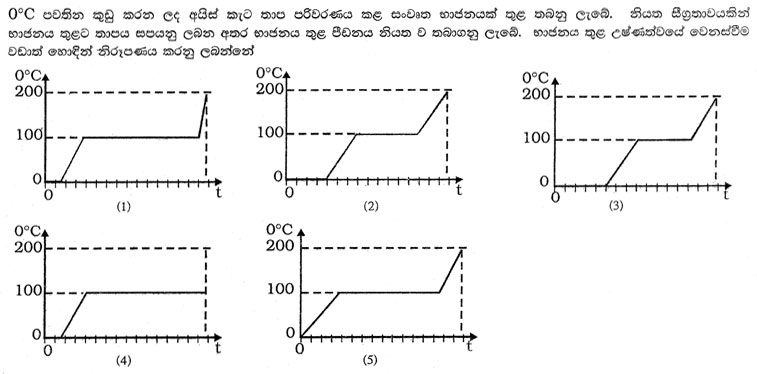 0°C පවතින කුඩු කරන ලද අයිස් කැට තාප පරිවරණය කළ සංවෘත භාජනයක් තුළ තබනු ලැබේ. නියත සීග්‍රතාවයකින්
භාජනය තුළට තාපය සපයනු ලබන අතර භාජනය තුළ පීඩනය නියත ව තබාගනු ලැබේ. භාජනය තුළ උෂ්ණත්වයේ වෙනස්වීම
වඩාත් හොඳින් නිරූපණය කරනු ලබන්නේ
0°C 0°C 0°C
200 200 200
100 100 100
0 0 0
0 t 0 t 0 t
(1) (2) (3)
0°C 0°C
200 200
100 100
0 0
0 t 0 t
(4) (5)